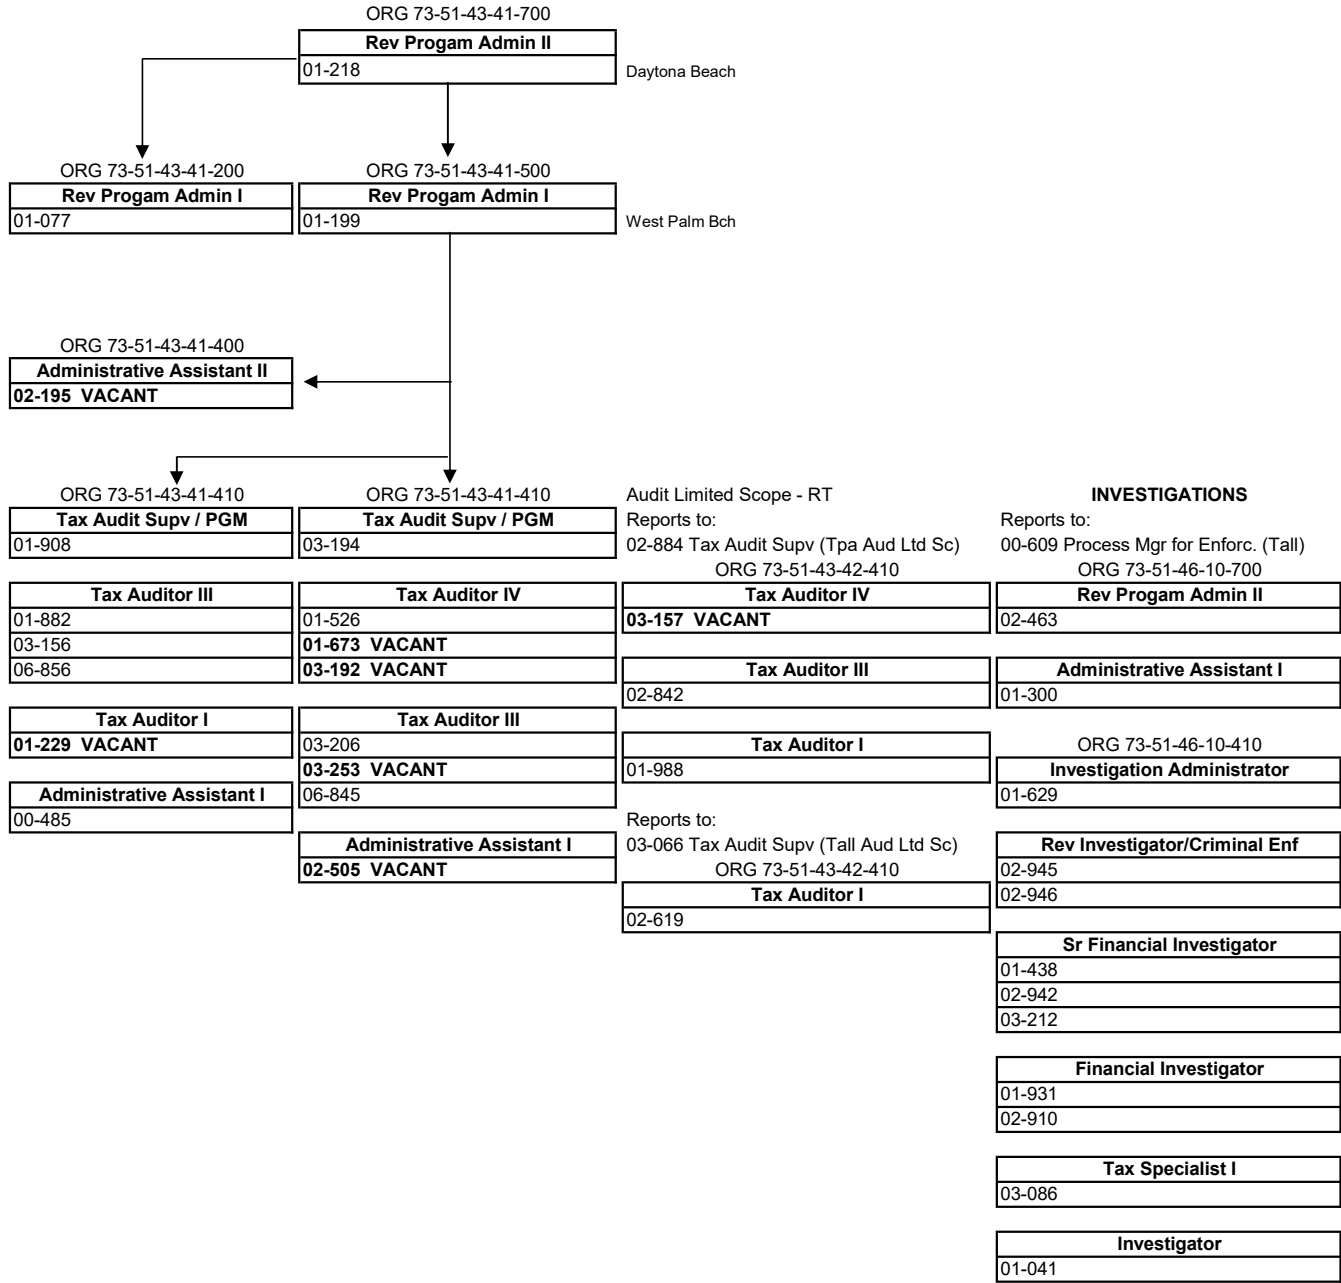 ORG 73-51-43-41-700
Rev Progam Admin II
01-218
Daytona Beach
ORG 73-51-43-41-200
Rev Progam Admin I
01-077
ORG 73-51-43-41-500
Rev Progam Admin I
01-199
West Palm Bch
ORG 73-51-43-41-400
Administrative Assistant II
02-195 VACANT
ORG 73-51-43-41-410
Tax Audit Supv / PGM
01-908
Tax Auditor III
01-882
03-156
06-856
Tax Auditor I
01-229 VACANT
Administrative Assistant I
00-485
ORG 73-51-43-41-410
Tax Audit Supv / PGM
03-194
Tax Auditor IV
01-526
01-673 VACANT
03-192 VACANT
Tax Auditor III
03-206
03-253 VACANT
06-845
Administrative Assistant I
02-505 VACANT
Audit Limited Scope - RT
Reports to:
02-884 Tax Audit Supv (Tpa Aud Ltd Sc)
ORG 73-51-43-42-410
Tax Auditor IV
03-157 VACANT
Tax Auditor III
02-842
Tax Auditor I
01-988
Reports to:
03-066 Tax Audit Supv (Tall Aud Ltd Sc)
ORG 73-51-43-42-410
Tax Auditor I
02-619
INVESTIGATIONS
Reports to:
00-609 Process Mgr for Enforc. (Tall)
ORG 73-51-46-10-700
Rev Progam Admin II
02-463
Administrative Assistant I
01-300
ORG 73-51-46-10-410
Investigation Administrator
01-629
Rev Investigator/Criminal Enf
02-945
02-946
Sr Financial Investigator
01-438
02-942
03-212
Financial Investigator
01-931
02-910
Tax Specialist I
03-086
Investigator
01-041